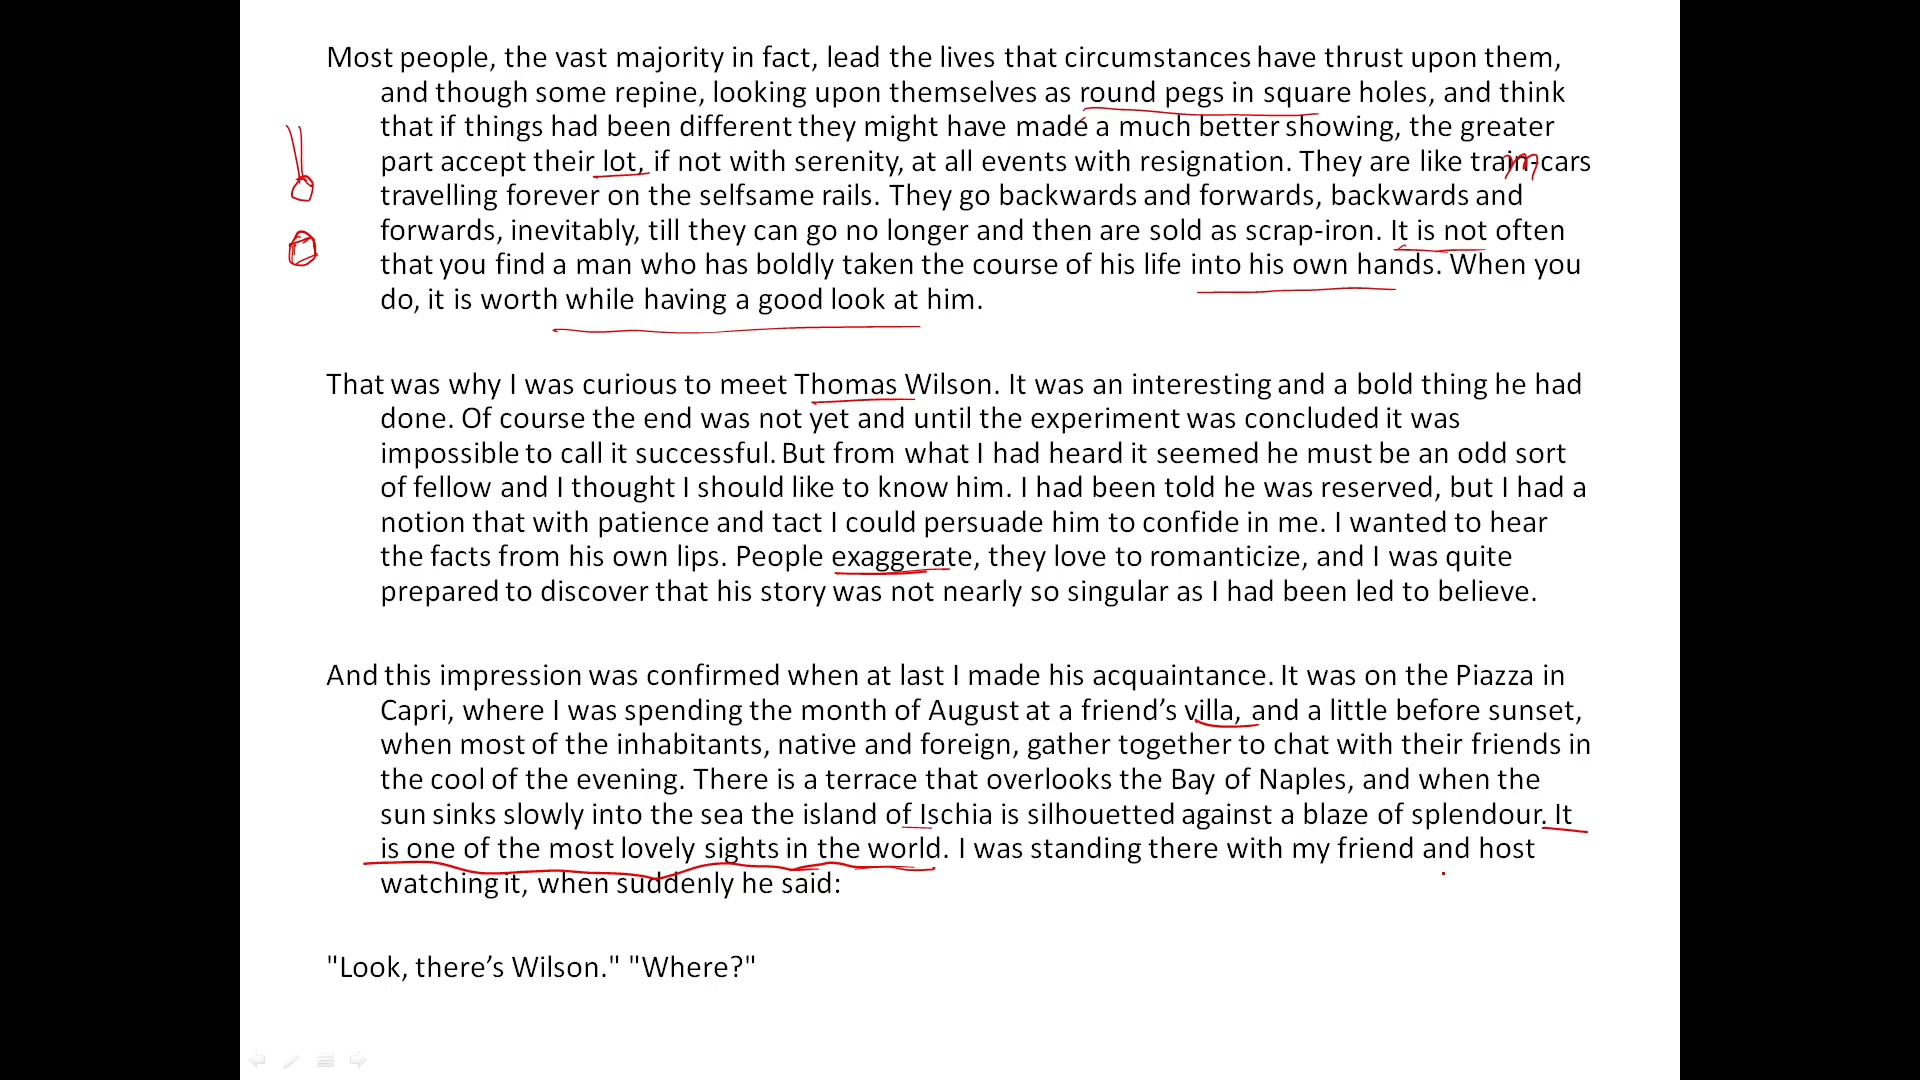 Most people, the vast majority in fact, lead the lives that circumstances have thrust upon them,
and though some repine, looking upon themselves as round pegs in square holes, and think
that if things had been different they might have made a much better showing, the greater
part accept their lot, if not with serenity, at all events with resignation. They are like train-cars
travelling forever on the selfsame rails. They go backwards and forwards, backwards and
forwards, inevitably, till they can go no longer and then are sold as scrap-iron. It is not often
that you find a man who has boldly taken the course of his life into his own hands. When you
do, it is worth while having a good look at him.
That was why I was curious to meet Thomas Wilson. It was an interesting and a bold thing he had
done. Of course the end was not yet and until the experiment was concluded it was
impossible to call it successful. But from what I had heard it seemed he must be an odd sort
of fellow and I thought I should like to know him. I had been told he was reserved, but I had a
notion that with patience and tact I could persuade him to confide in me. I wanted to hear
the facts from his own lips. People exaggerate, they love to romanticize, and I was quite
prepared to discover that his story was not nearly so singular as I had been led to believe.
And this impression was confirmed when at last I made his acquaintance. It was on the Piazza in
Capri, where I was spending the month of August at a friend’s villa, and a little before sunset,
when most of the inhabitants, native and foreign, gather together to chat with their friends in
the cool of the evening. There is a terrace that overlooks the Bay of Naples, and when the
sun sinks slowly into the sea the island of Ischia is silhouetted against a blaze of splendour. It
is one of the most lovely sights in the world. I was standing there with my friend and host
watching it, when suddenly he said:
"Look, there’s Wilson." "Where?"